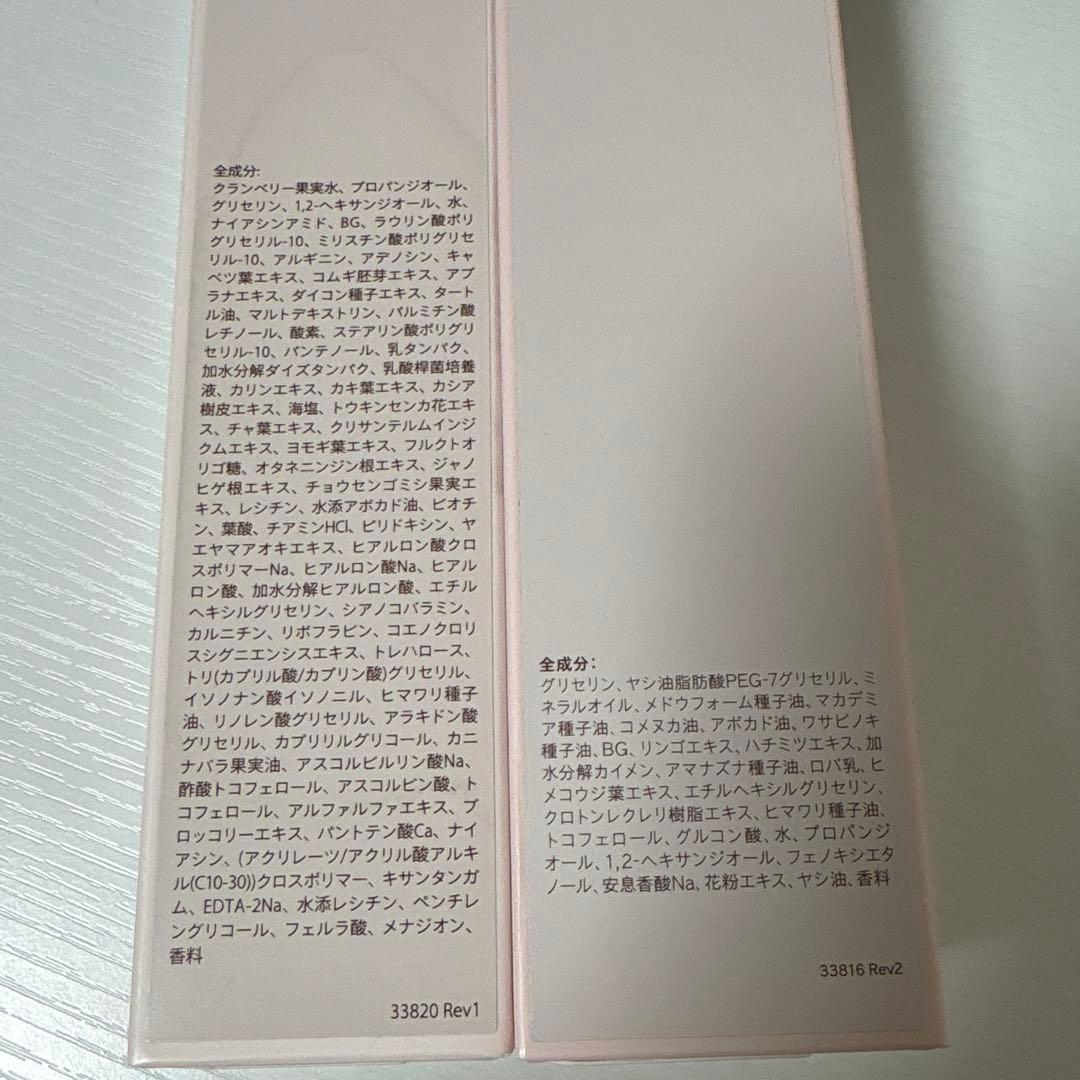 全成分:
クランベリー果実水、プロパンジオール、
グリセリン、1,2-ヘキサンジオール、水、
ナイアシンアミド、BG、ラウリン酸ポリ
グリセリル-10、ミリスチン酸ポリグリセ
リル-10、アルギニン、アデノシン、キャ
ベツ葉エキス、コムギ胚芽エキス、アブ
ラナエキス、ダイコン種子エキス、タート
ル油、マルトデキストリン、パルミチン酸
レチノール、酸素、ステアリン酸ポリグリ
セリル-10、パンテノール、乳タンパク、
加水分解ダイズタンパク、乳酸桿菌培養
液、カリンエキス、カキ葉エキス、カシア
樹皮エキス、海塩、トウキンセンカ花エキ
ス、チャ葉エキス、クリサンテルムインジ
クムエキス、ヨモギ葉エキス、フルクトオ
リゴ糖、オタネニンジン根エキス、ジャノ
ヒゲ根エキス、チョウセンゴミシ果実エ
キス、レシチン、水添アボカド油、ビオチ
ン、葉酸、チアミンHCl、ピリドキシン、ヤ
エヤマアオキエキス、ヒアルロン酸クロ
スポリマーNa、ヒアルロン酸Na、ヒアル
ロン酸、加水分解ヒアルロン酸、エチル
ヘキシルグリセリン、シアノコバラミン、
カルニチン、リボフラビン、コエノクロリ
スシグニエンシスエキス、トレハロース、
トリ(カプリル酸/カプリン酸)グリセリル、
イソノナン酸イソノニル、ヒマワリ種子
油、リノレン酸グリセリル、アラキドン酸
グリセリル、カプリリルグリコール、カニ
ナバラ果実油、アスコルビルリン酸Na、
酢酸トコフェロール、アスコルビン酸、ト
コフェロール、アルファルファエキス、ブ
ロッコリーエキス、パントテン酸Ca、ナイ
アシン、(アクリレーツ/アクリル酸アルキ
ル(C10-30))クロスポリマー、キサンタンガ
ム、EDTA-2Na、水添レシチン、ペンチレ
ングリコール、フェルラ酸、メナジオン、
香料
33820 Rev1
全成分:
グリセリン、ヤシ油脂肪酸PEG-7グリセリル、ミ
ネラルオイル、メドウフォーム種子油、マカデミ
ア種子油、コメヌカ油、アボカド油、ワサビノキ
種子油、BG、リンゴエキス、ハチミツエキス、加
水分解カイメン、アマナズナ種子油、ロバ乳、ヒ
メコウジ葉エキス、エチルヘキシルグリセリン、
クロトンレクレリ樹脂エキス、ヒマワリ種子油、
トコフェロール、グルコン酸、水、プロパンジ
オール、1,2-ヘキサンジオール、フェノキシエタ
ノール、安息香酸Na、花粉エキス、ヤシ油、香料
33816 Rev2